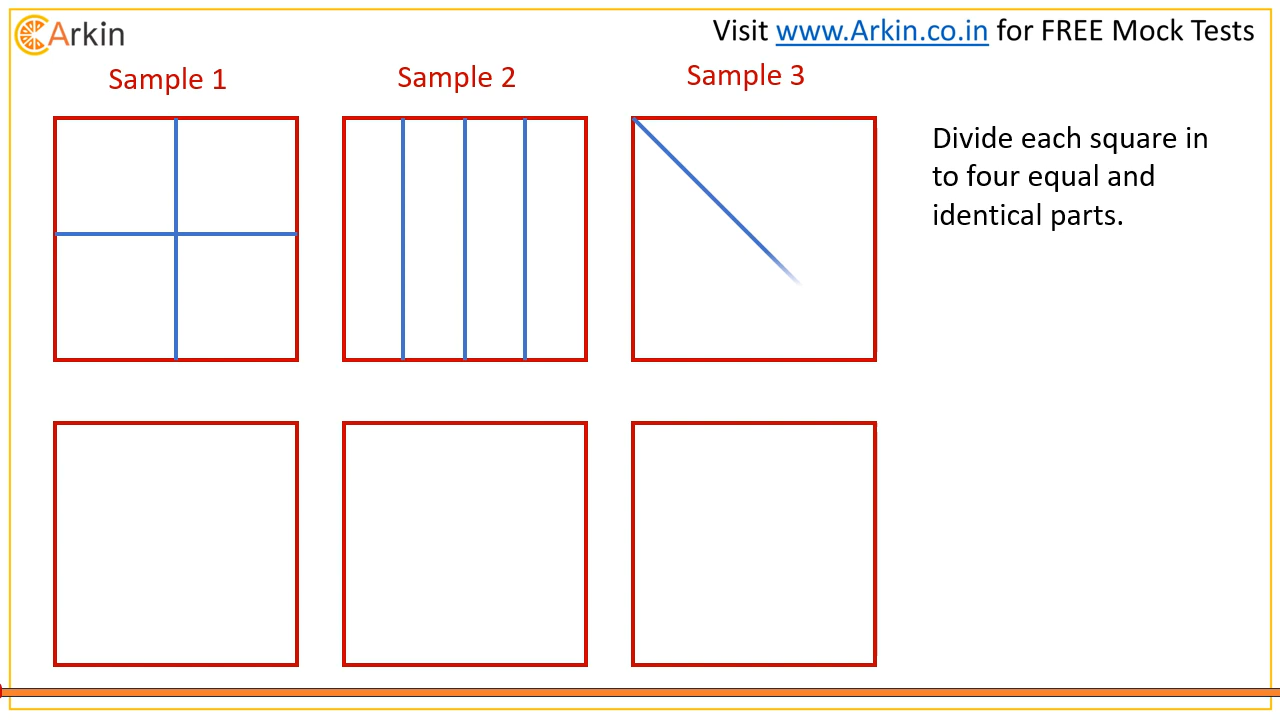 Arkin
Visit www.Arkin.co.in for FREE Mock Tests
Sample 1
Sample 2
Sample 3
Divide each square in
to four equal and
identical parts.